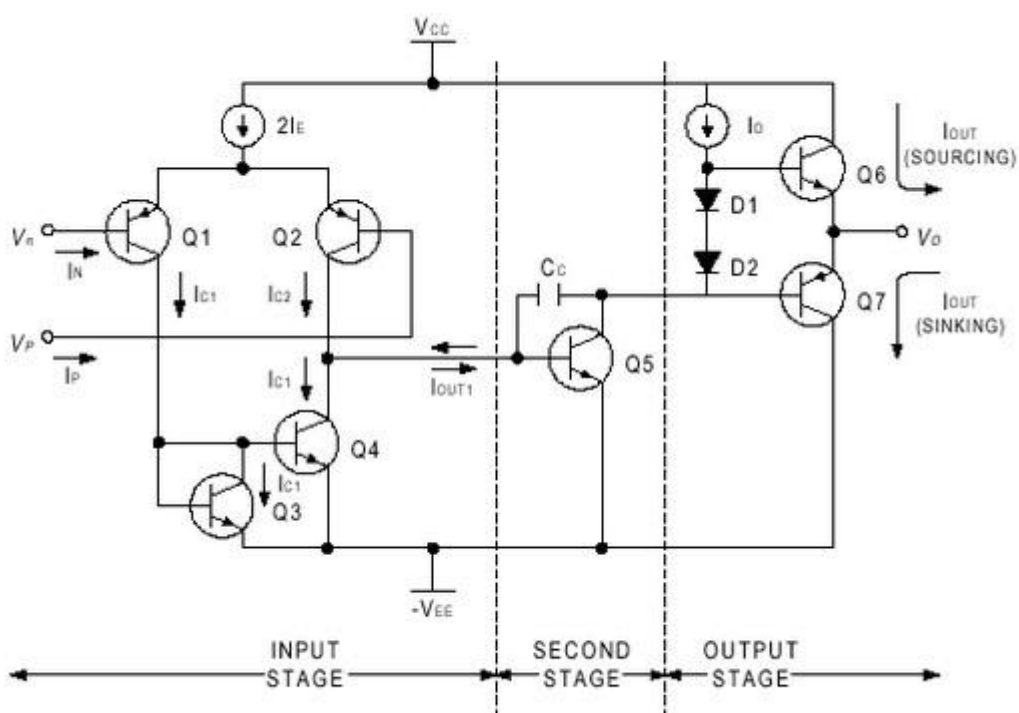 VCC
2IE
IO
IOUT
(SOURCING)
Q6
D1
Vn
IN
Q1
Q2
VO
D2
CC
IC1
IC2
Q7
IOUT
(SINKING)
VP
IP
Q5
IC1
IOUT1
Q4
IC1
Q3
-VEE
INPUT
STAGE
SECOND
STAGE
OUTPUT
STAGE